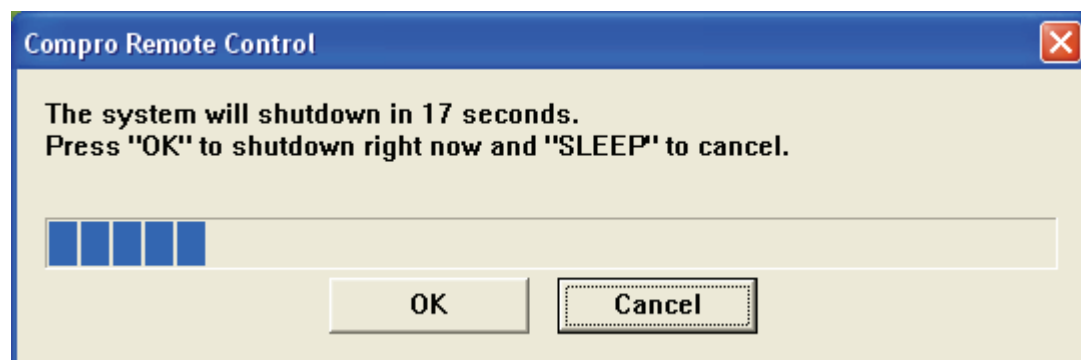 Compro Remote Control
The system will shutdown in 17 seconds.
Press "OK" to shutdown right now and "SLEEP" to cancel.
OK
Cancel